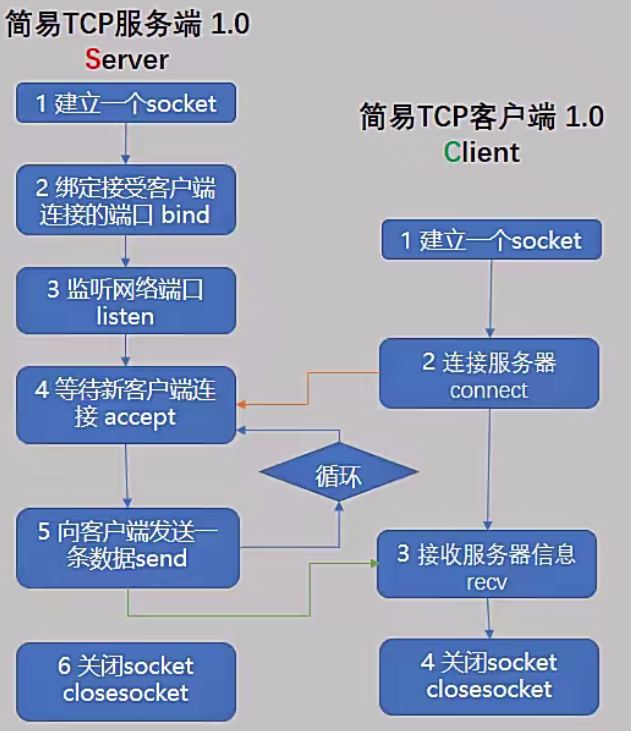 简易TCP服务端 1.0
Server
1 建立一个socket
2 绑定接受客户端
连接的端口 bind
3 监听网络端口
listen
4 等待新客户端连
接 accept
循环
5 向客户端发送一
条数据send
6 关闭socket
closesocket
简易TCP客户端 1.0
Client
1 建立一个socket
2 连接服务器
connect
3 接收服务器信息
recv
4 关闭socket
closesocket